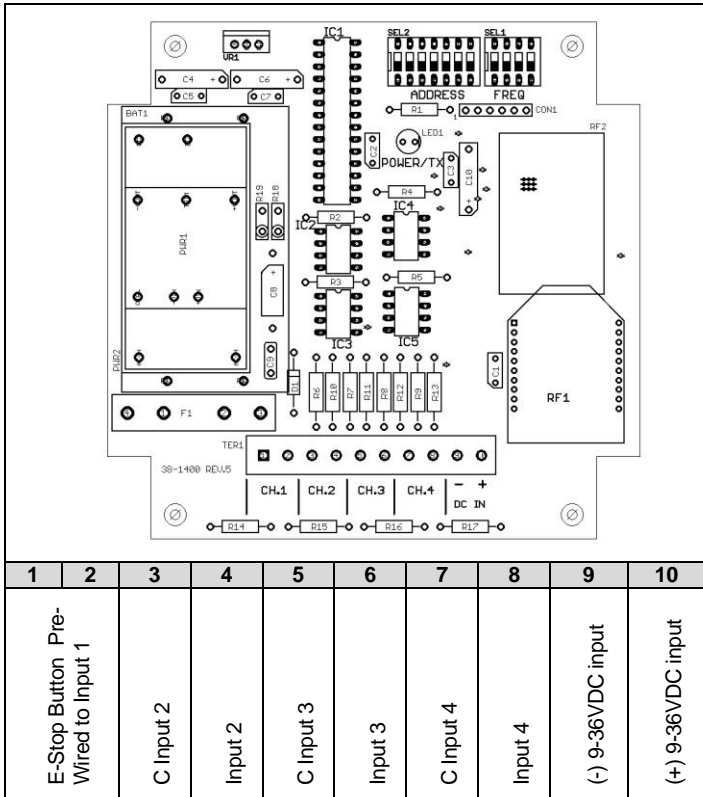 IC1
SEL2
SEL1
VR1
ADDRESS
FREQ
C4 +
C6 +
C5
C7
R1
1
CON1
BAT1
LED1
RF2
C2
POWER/TX
C3
C10
+
R19
R18
R4
IC4
R2
IC2
PWR1
+
C8
R3
R5
IC3
IC5
PWR2
C9
D1
C1
R6
R10
R7
R11
R8
R12
R9
R13
RF1
F1
TER1
38-1400 REV.5
CH.1
CH.2
CH.3
CH.4
- +
DC IN
R14
R15
R16
R17
1 2 3 4 5 6 7 8 9 10
E-Stop Button Pre-
Wired to Input 1
C Input 2
Input 2
C Input 3
Input 3
C Input 4
Input 4
(-) 9-36VDC input
(+) 9-36VDC input